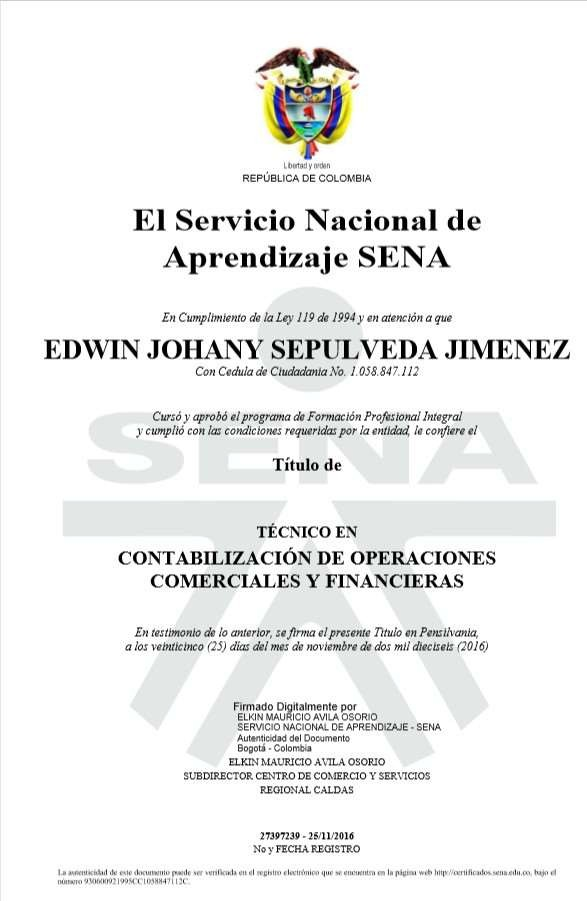 Libertad y orden
REPÚBLICA DE COLOMBIA
El Servicio Nacional de
Aprendizaje SENA
En Cumplimiento de la Ley 119 de 1994 y en atención a que
EDWIN JOHANY SEPULVEDA JIMENEZ
Con Cedula de Ciudadania No. 1.058.847.112
Cursó y aprobó el programa de Formación Profesional Integral
y cumplió con las condiciones requeridas por la entidad, le confiere el
SENA
Título de
TÉCNICO EN
CONTABILIZACIÓN DE OPERACIONES
COMERCIALES Y FINANCIERAS
En testimonio de lo anterior, se firma el presente Título en Pensilvania,
a los veinticinco (25) días del mes de noviembre de dos mil dieciseis (2016)
Firmado Digitalmente por
ELKIN MAURICIO AVILA OSORIO
SERVICIO NACIONAL DE APRENDIZAJE - SENA
Autenticidad del Documento
Bogotá - Colombia
ELKIN MAURICIO AVILA OSORIO
SUBDIRECTOR CENTRO DE COMERCIO Y SERVICIOS
REGIONAL CALDAS
27397239 - 25/11/2016
No y FECHA REGISTRO
La autenticidad de este documento puede ser verificada en el registro electrónico que se encuentra en la página web http://certificados.sena.edu.co, bajo el
número 930600921995CC1058847112C.